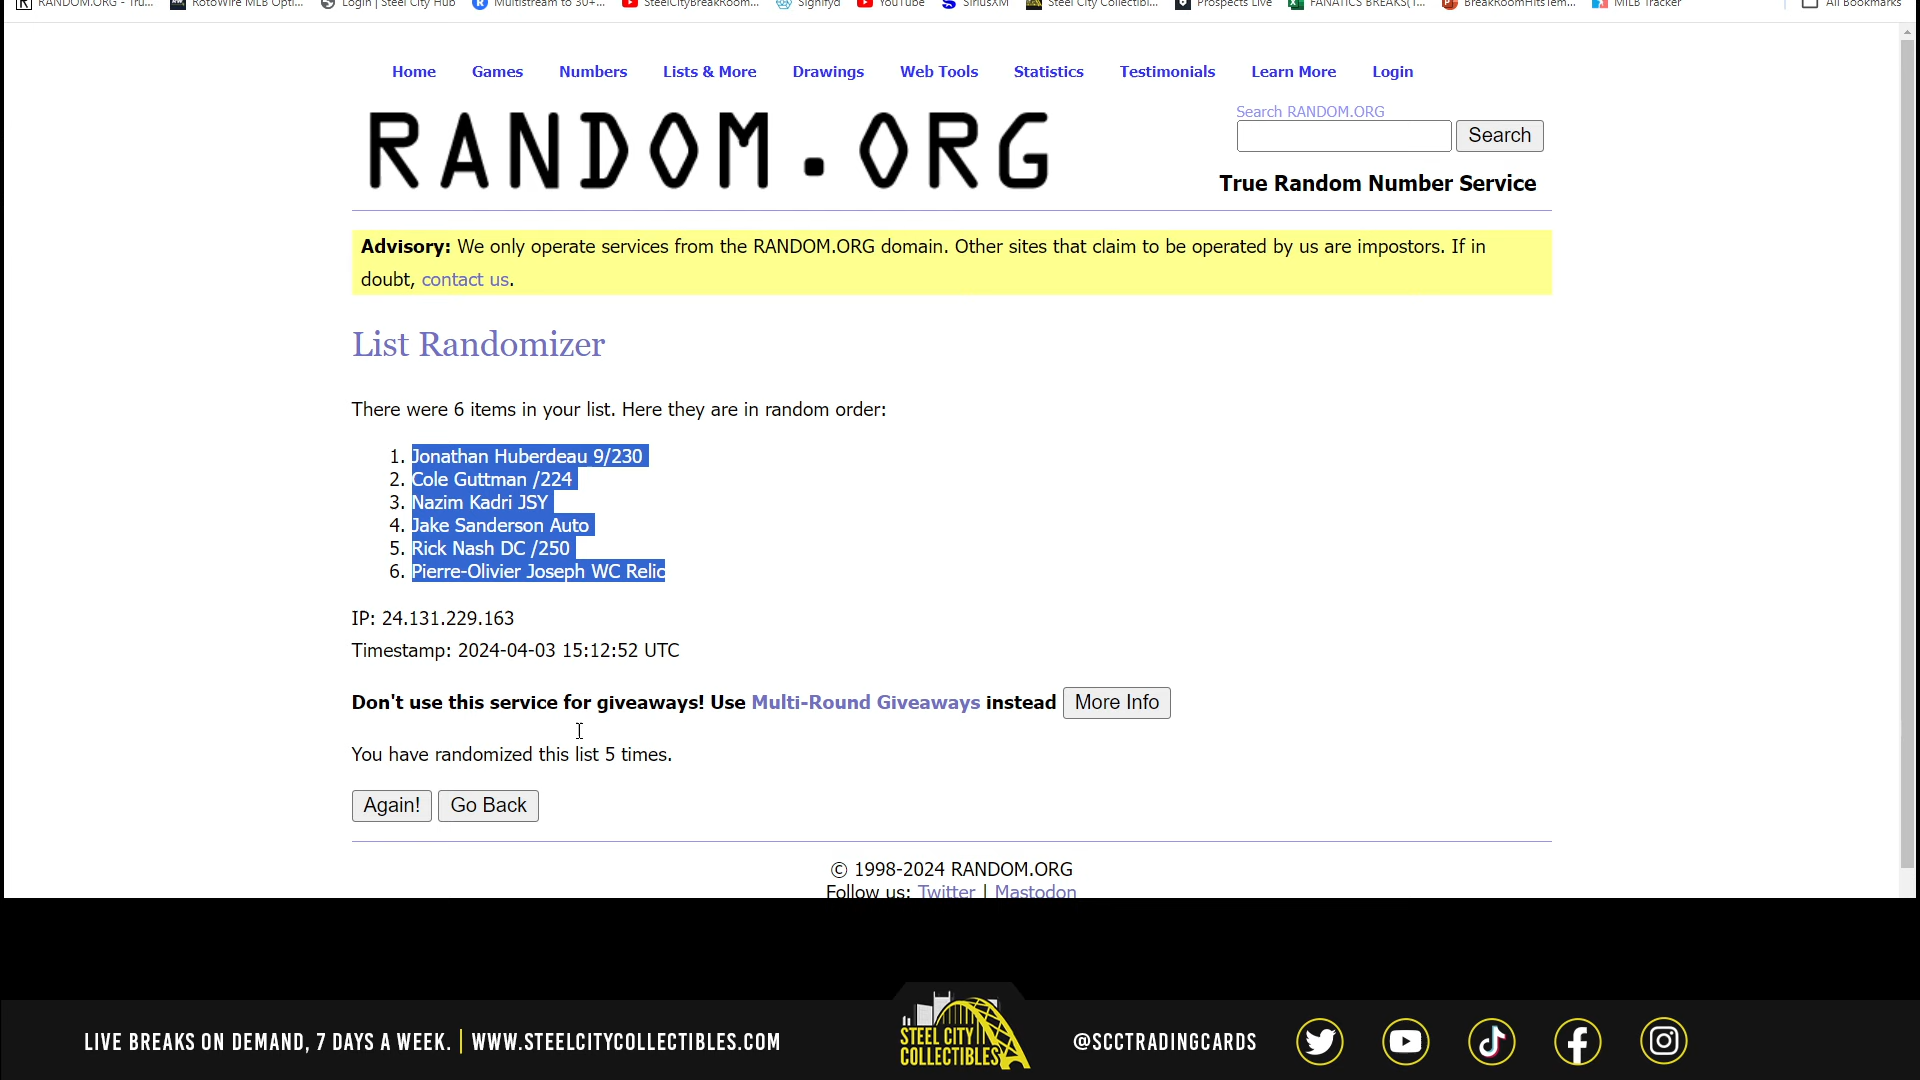 RANDOM.ORG - Tru...
RotoWire MLB Opti...
Login | Steel City Hub
Multistream to 30+...
SteelCityBreakRoom...
Signifyd
YouTube
SiriusXM
Steel City Collectibl...
Prospects Live
FANATICS BREAKS(T...
BreakRoomHitsTem...
MILB Tracker
All Bookmarks
Home Games Numbers Lists & More Drawings Web Tools Statistics Testimonials Learn More Login
RANDOM.ORG
Search RANDOM.ORG
Search
True Random Number Service
Advisory: We only operate services from the RANDOM.ORG domain. Other sites that claim to be operated by us are impostors. If in
doubt, contact us.
List Randomizer
There were 6 items in your list. Here they are in random order:
1. Jonathan Huberdeau 9/230
2. Cole Guttman /224
3. Nazim Kadri JSY
4. Jake Sanderson Auto
5. Rick Nash DC /250
6. Pierre-Olivier Joseph WC Relic
IP: 24.131.229.163
Timestamp: 2024-04-03 15:12:52 UTC
Don't use this service for giveaways! Use Multi-Round Giveaways instead More Info
You have randomized this list 5 times.
Again! Go Back
© 1998-2024 RANDOM.ORG
Follow us: Twitter | Mastodon
LIVE BREAKS ON DEMAND, 7 DAYS A WEEK. | WWW.STEELCITYCOLLECTIBLES.COM
STEEL CITY
COLLECTIBLES
@SCCTRADINGCARDS